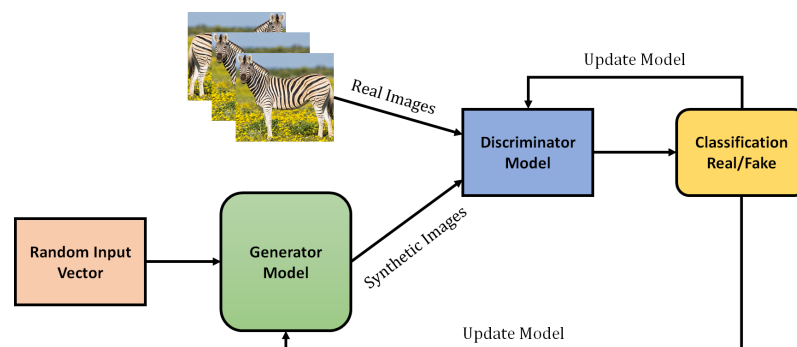 Update Model
Real Images
Discriminator
Model
Classification
Real/Fake
Synthetic Images
Random Input
Vector
Generator
Model
Update Model